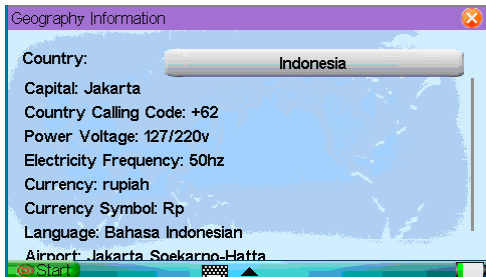 Geography Information
Country: Indonesia
Capital: Jakarta
Country Calling Code: +62
Power Voltage: 127/220v
Electricity Frequency: 50hz
Currency: rupiah
Currency Symbol: Rp
Language: Bahasa Indonesian
Airport: Jakarta Soekarno-Hatta
Start